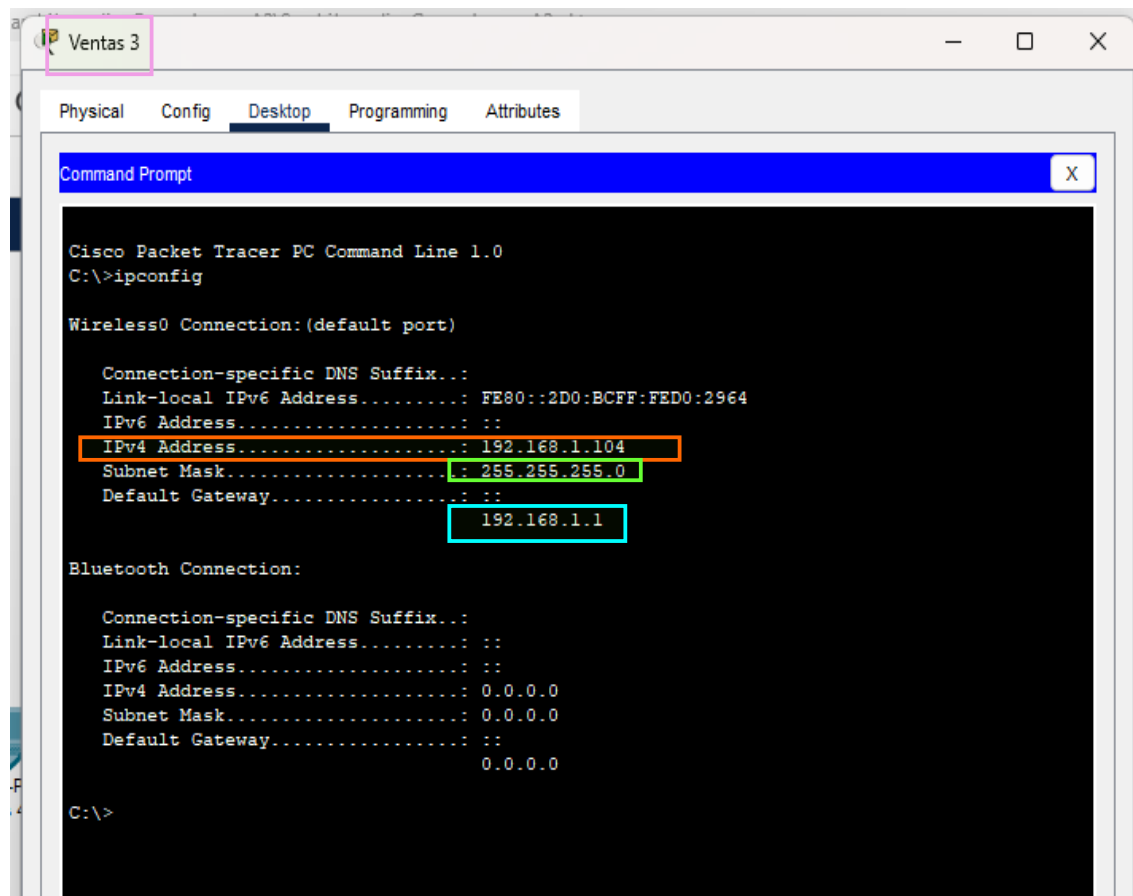 Ventas 3
Physical Config Desktop Programming Attributes
Command Prompt
X
Cisco Packet Tracer PC Command Line 1.0
C:\>ipconfig
Wireless0 Connection:(default port)
Connection-specific DNS Suffix..:
Link-local IPv6 Address.........: FE80::2D0:BCFF:FED0:2964
IPv6 Address....................: ::
IPv4 Address....................: 192.168.1.104
Subnet Mask.....................: 255.255.255.0
Default Gateway.................: ::
192.168.1.1
Bluetooth Connection:
Connection-specific DNS Suffix..:
Link-local IPv6 Address.........: ::
IPv6 Address....................: ::
IPv4 Address....................: 0.0.0.0
Subnet Mask.....................: 0.0.0.0
Default Gateway.................: ::
0.0.0.0
C:\>